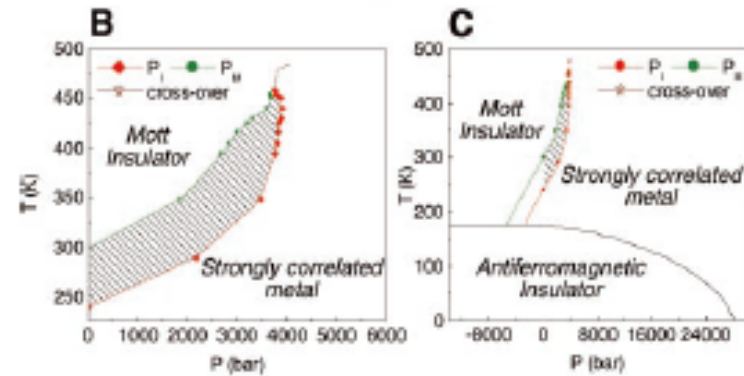 B
500
450
400
350
300
250
T (K)
P_I P_II
cross-over
Mott
Insulator
Strongly correlated
metal
0 1000 2000 3000 4000 5000 6000
P (bar)
C
500
400
300
200
100
0
T (K)
P_I P_II
cross-over
Mott
Insulator
Strongly correlated
metal
Antiferromagnetic
Insulator
-8000 0 8000 16000 24000
P (bar)